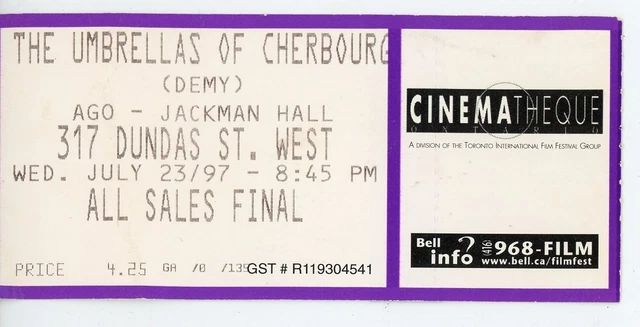 THE UMBRELLAS OF CHERBOURG
(DEMY)
AGO - JACKMAN HALL
317 DUNDAS ST. WEST
WED. JULY 23/97 - 8:45 PM
ALL SALES FINAL
PRICE 4.25 GA /0 /135
GST # R119304541
CINEMATHEQUE
ONTARIO
A DIVISION OF THE TORONTO INTERNATIONAL FILM FESTIVAL GROUP
Bell info? (416) 968-FILM
www.bell.ca/filmfest